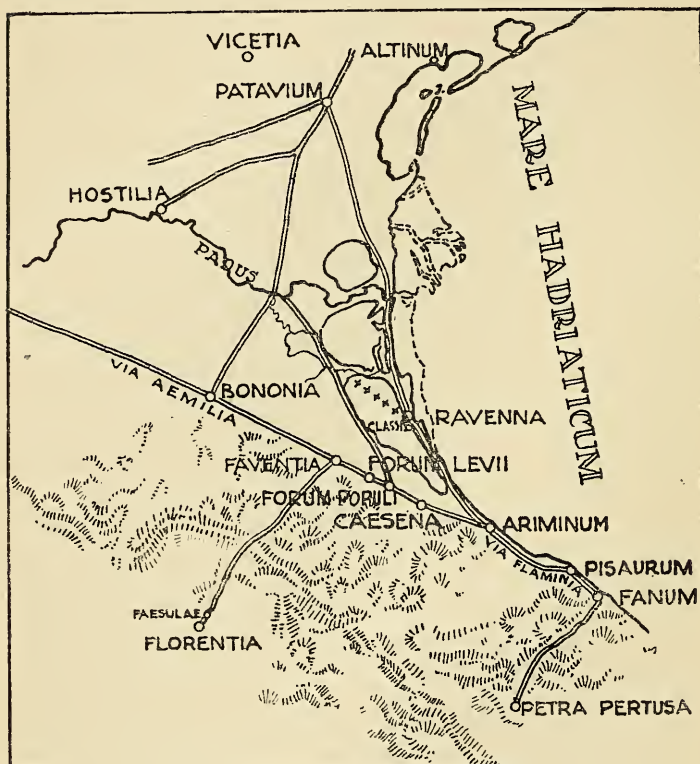 VICETIA
ALTINUM
PATAVIUM
MARE HADRIATICUM
HOSTILIA
PADUS
VIA AEMILIA
BONONIA
RAVENNA
CLASSIS
FAVENTIA
FORUM LEVII
FORUM POPULI
CAESENA
ARIMINUM
VIA FLAMINIA
PISAURUM
FANUM
FAESULAE
FLORENTIA
PETRA PERTUSA